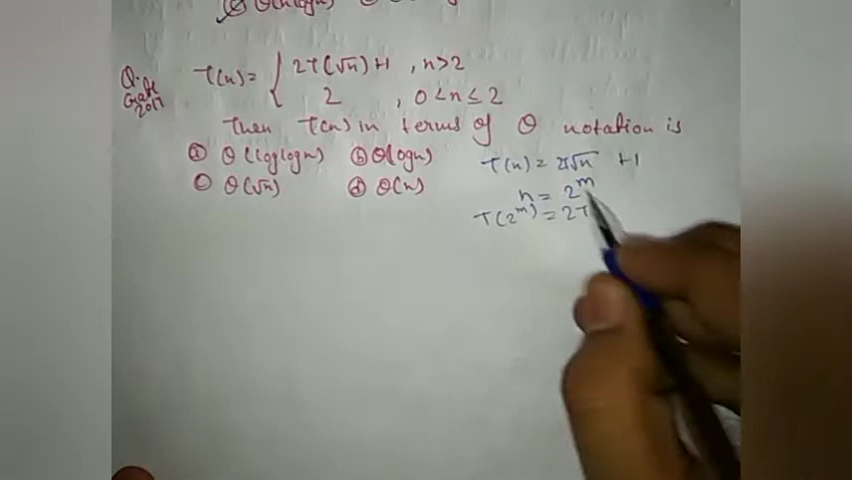 θ(n logn)
Q. T(n) = { 2T(√n)+1 , n>2
Gate 2017
2 , 0<n≤2
Then T(n) in terms of θ notation is
ⓐ θ(loglogn) ⓑ θ(logn)
ⓒ θ(√n) ⓓ θ(n)
T(n) = 2T√n +1
n = 2^m
T(2^m) = 2T